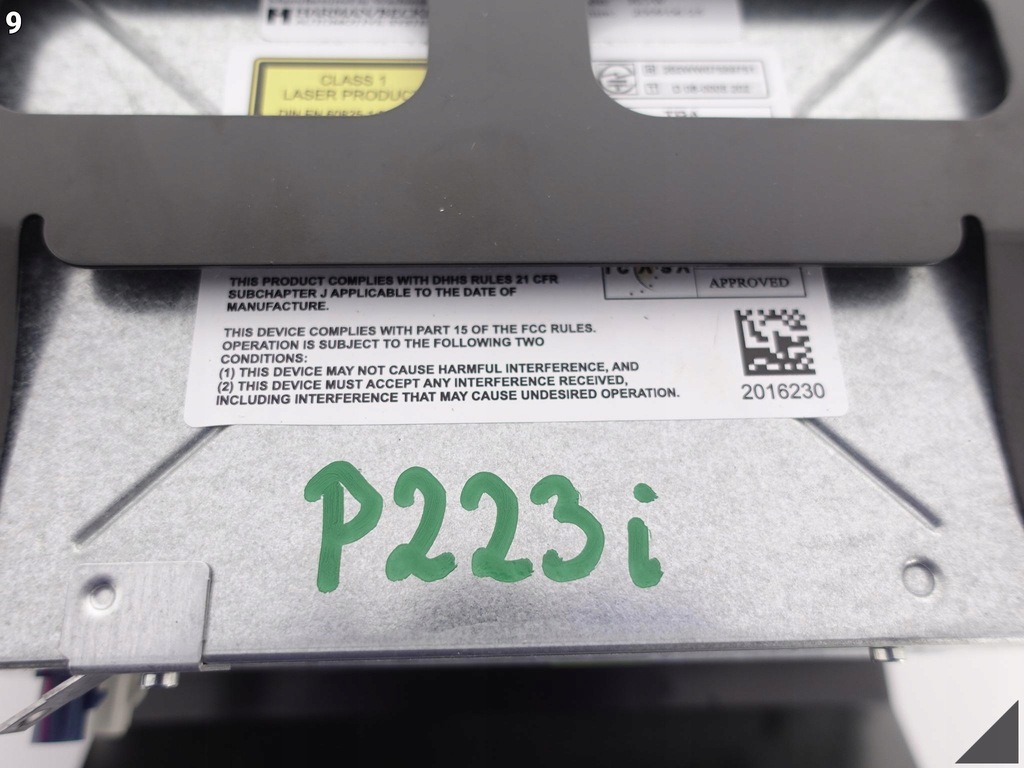 9
CLASS 1
LASER PRODUCT
APPROVED
THIS PRODUCT COMPLIES WITH DHHS RULES 21 CFR
SUBCHAPTER J APPLICABLE TO THE DATE OF
MANUFACTURE.
THIS DEVICE COMPLIES WITH PART 15 OF THE FCC RULES.
OPERATION IS SUBJECT TO THE FOLLOWING TWO
CONDITIONS:
(1) THIS DEVICE MAY NOT CAUSE HARMFUL INTERFERENCE, AND
(2) THIS DEVICE MUST ACCEPT ANY INTERFERENCE RECEIVED,
INCLUDING INTERFERENCE THAT MAY CAUSE UNDESIRED OPERATION.
2016230
P223i